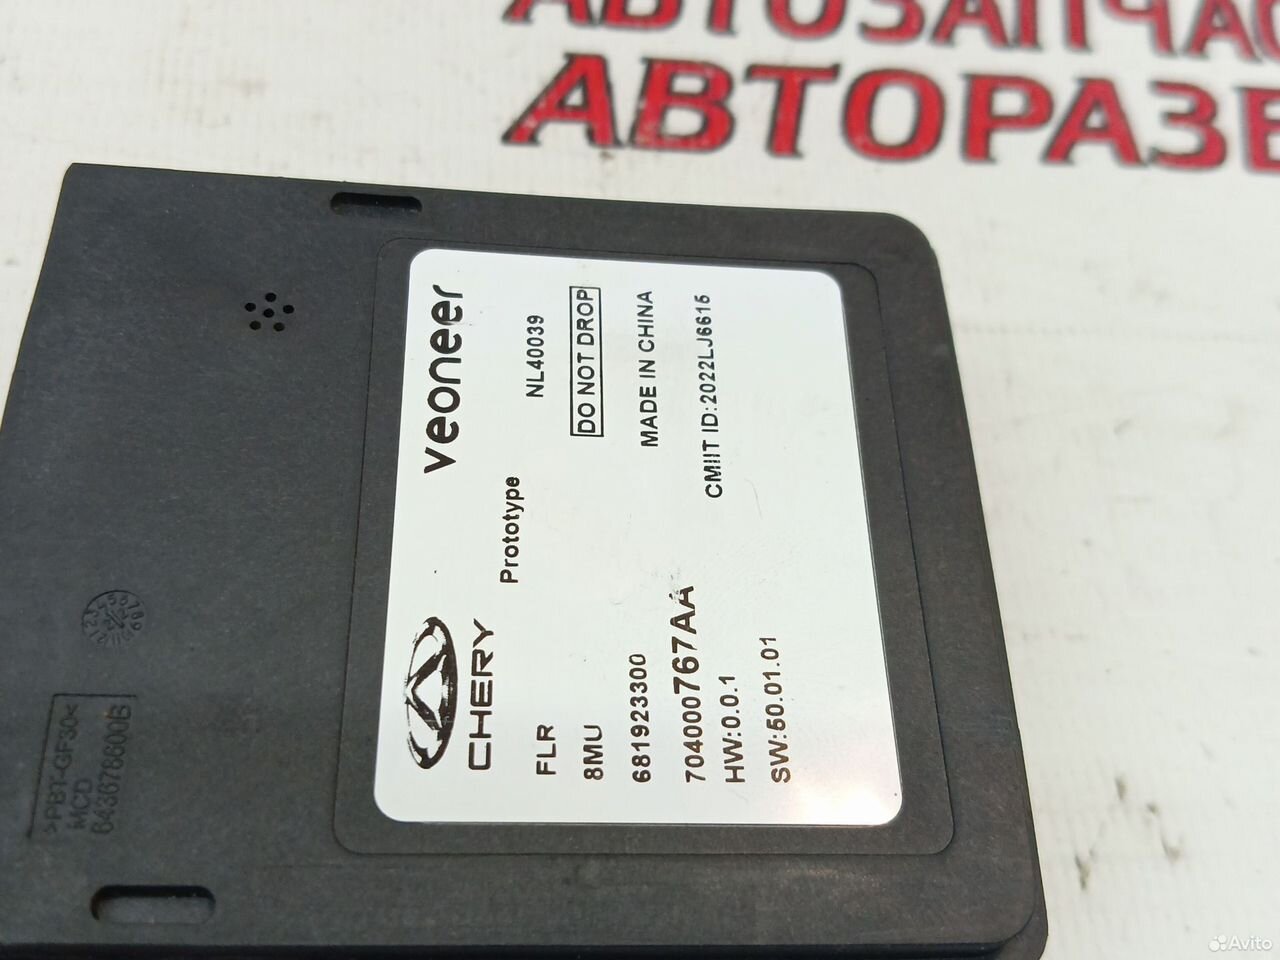 АВТОЗАПЧАС
АВТОРАЗВ
CHERY
veoneer
Prototype
FLR
NL40039
8MU
DO NOT DROP
681923300
MADE IN CHINA
704000767AA
HW:0.0.1
CMIIT ID:2022LJ6615
SW:50.01.01
>PBT-GF30<
MCD
643678600B
Avito